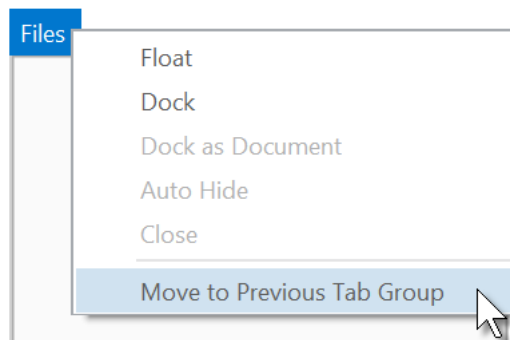 Files
Float
Dock
Dock as Document
Auto Hide
Close
Move to Previous Tab Group